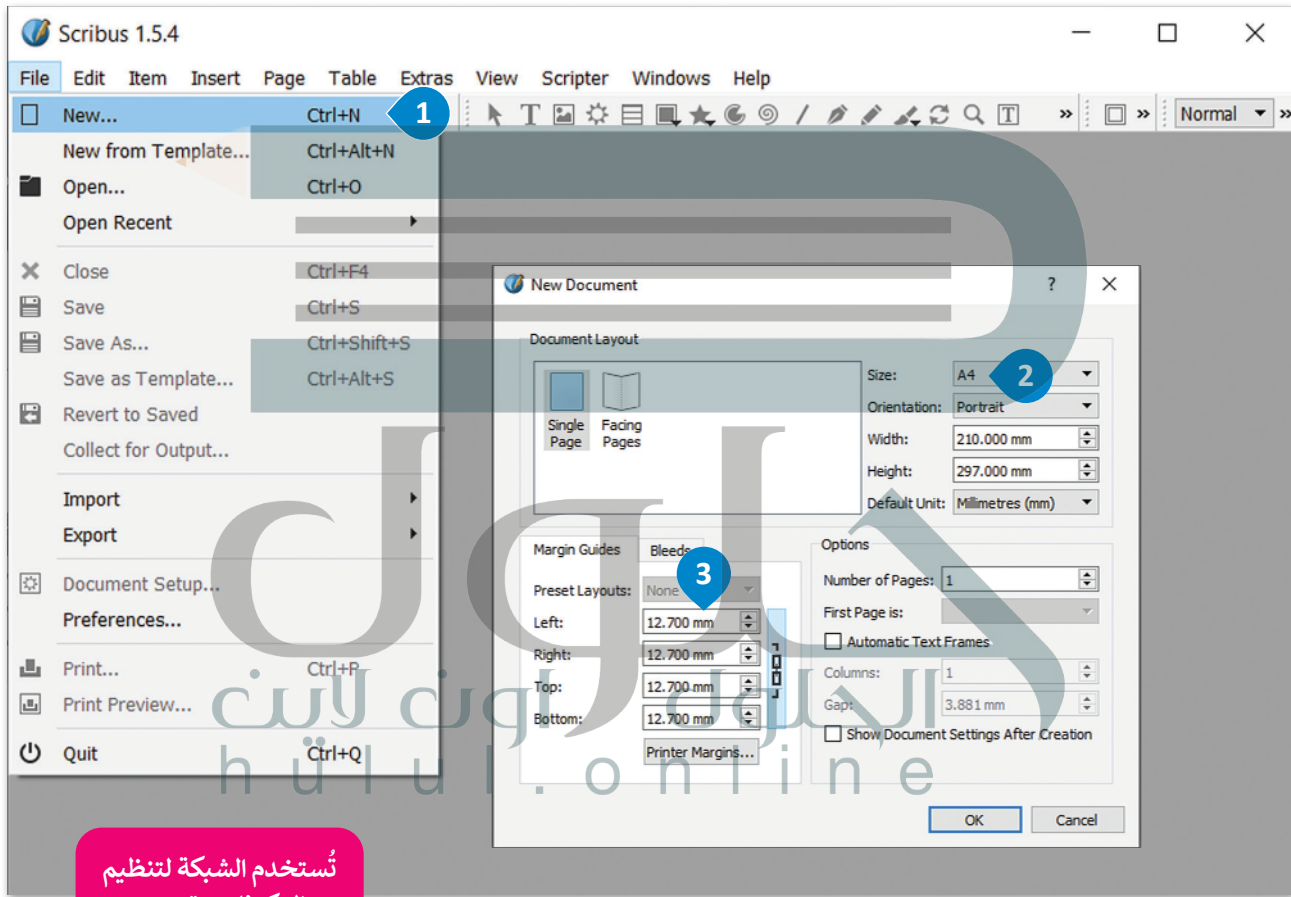 Scribus 1.5.4
File Edit Item Insert Page Table Extras View Scripter Windows Help
New... Ctrl+N
1
Normal
New from Template... Ctrl+Alt+N
Open... Ctrl+O
Open Recent
Close Ctrl+F4
Save Ctrl+S
Save As... Ctrl+Shift+S
Save as Template... Ctrl+Alt+S
Revert to Saved
Collect for Output...
Import
Export
Document Setup...
Preferences...
Print... Ctrl+P
Print Preview...
Quit Ctrl+Q
New Document
Document Layout
Single Page
Facing Pages
Size: A4
2
Orientation: Portrait
Width: 210.000 mm
Height: 297.000 mm
Default Unit: Millimetres (mm)
Margin Guides Bleeds
3
Preset Layouts: None
Left: 12.700 mm
Right: 12.700 mm
Top: 12.700 mm
Bottom: 12.700 mm
Printer Margins...
Options
Number of Pages: 1
First Page is:
Automatic Text Frames
Columns: 1
Gap: 3.881 mm
Show Document Settings After Creation
OK Cancel
حلول
الحلول اون لاين
hülul.online
تُستخدم الشبكة لتنظيم